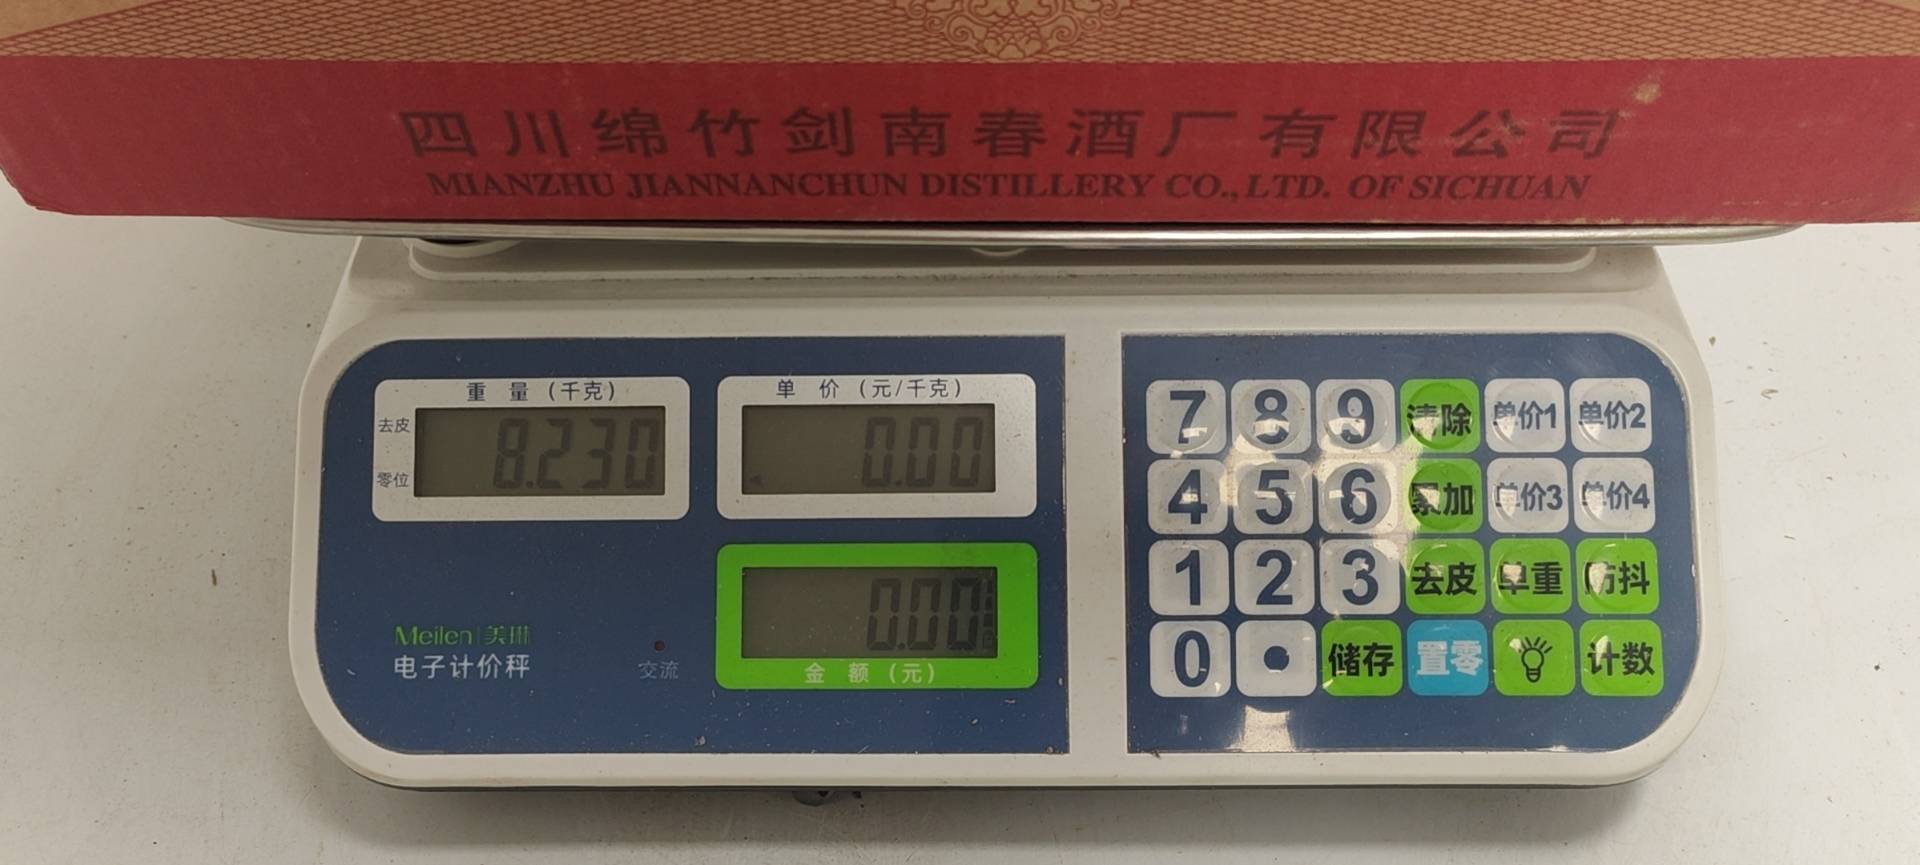 四川绵竹剑南春酒厂有限公司
MIANZHU JIANNANCHUN DISTILLERY CO.,LTD. OF SICHUAN
重 量 (千克)
去皮
零位
8.230
单 价 (元/千克)
0.00
0.00
金 额 (元)
Meilen|美琳
电子计价秤
交流
7 8 9 清除 单价1 单价2
4 5 6 累加 单价3 单价4
1 2 3 去皮 单重 防抖
0 • 储存 置零 计数